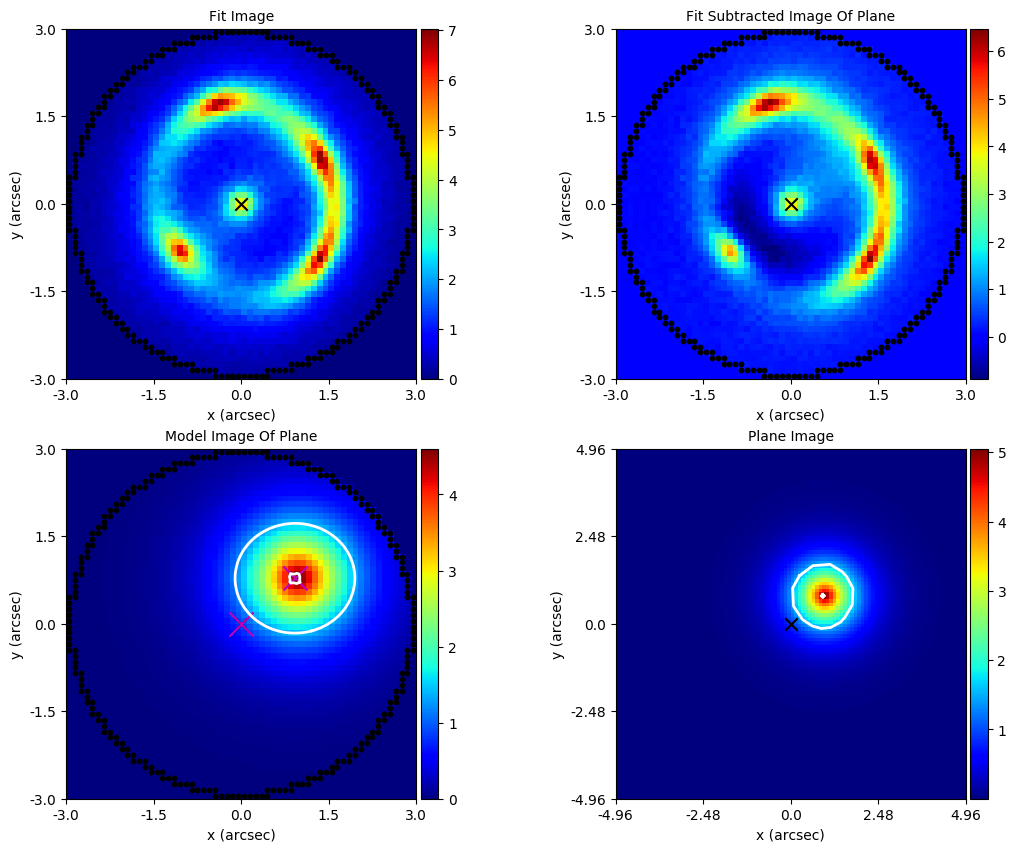 Fit Image
3.0
1.5
0.0
-1.5
-3.0
y (arcsec)
-3.0 -1.5 0.0 1.5 3.0
x (arcsec)
7
6
5
4
3
2
1
0
Fit Subtracted Image Of Plane
3.0
1.5
0.0
-1.5
-3.0
y (arcsec)
-3.0 -1.5 0.0 1.5 3.0
x (arcsec)
6
5
4
3
2
1
0
Model Image Of Plane
3.0
1.5
0.0
-1.5
-3.0
y (arcsec)
-3.0 -1.5 0.0 1.5 3.0
x (arcsec)
4
3
2
1
0
Plane Image
4.96
2.48
0.0
-2.48
-4.96
y (arcsec)
-4.96 -2.48 0.0 2.48 4.96
x (arcsec)
5
4
3
2
1